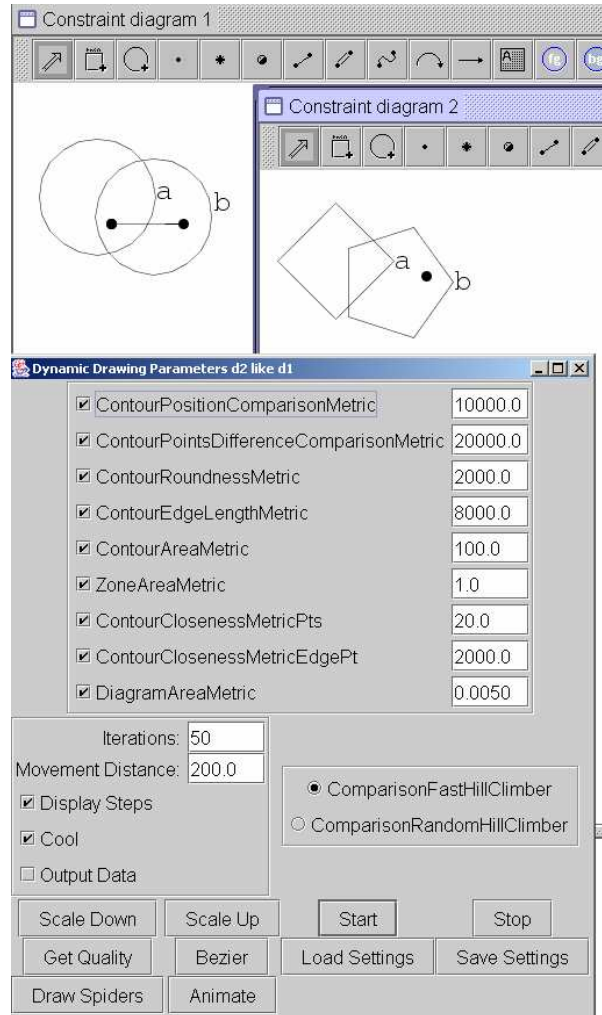 Constraint diagram 1
fg
a
b
Constraint diagram 2
a
b
Dynamic Drawing Parameters d2 like d1
ContourPositionComparisonMetric 10000.0
ContourPointsDifferenceComparisonMetric 20000.0
ContourRoundnessMetric 2000.0
ContourEdgeLengthMetric 8000.0
ContourAreaMetric 100.0
ZoneAreaMetric 1.0
ContourClosenessMetricPts 20.0
ContourClosenessMetricEdgePt 2000.0
DiagramAreaMetric 0.0050
Iterations: 50
Movement Distance: 200.0
Display Steps
Cool
Output Data
ComparisonFastHillClimber
ComparisonRandomHillClimber
Scale Down Scale Up Start Stop
Get Quality Bezier Load Settings Save Settings
Draw Spiders Animate